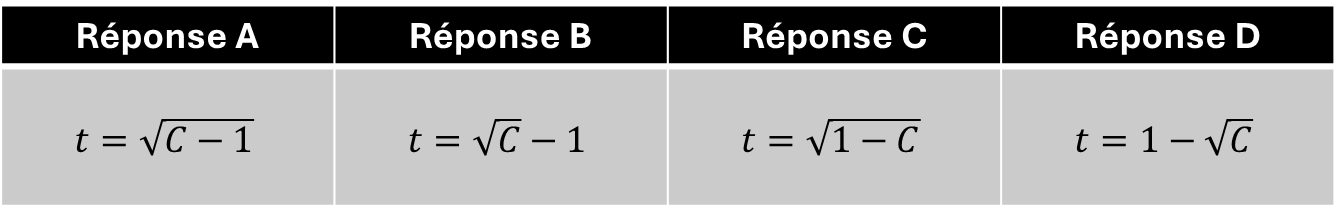 Réponse A Réponse B Réponse C Réponse D
t = √(C − 1) t = √C − 1 t = √(1 − C) t = 1 − √C